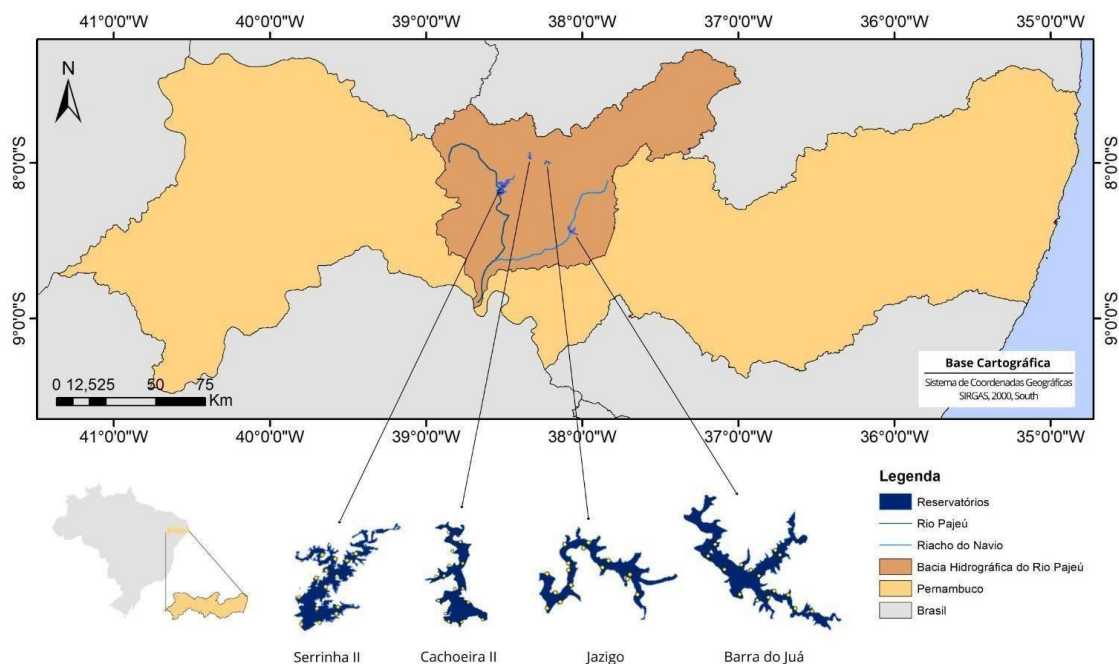 41°0'0"W 40°0'0"W 39°0'0"W 38°0'0"W 37°0'0"W 36°0'0"W 35°0'0"W
N
8°0'0"S 8°0'0"S
9°0'0"S 9°0'0"S
Base Cartográfica
Sistema de Coordenadas Geográficas
SIRGAS, 2000, South
0 12,525 50 75
Km
41°0'0"W 40°0'0"W 39°0'0"W 38°0'0"W 37°0'0"W 36°0'0"W 35°0'0"W
Legenda
Reservatórios
Rio Pajeú
Riacho do Navio
Bacia Hidrográfica do Rio Pajeú
Pernambuco
Brasil
Serrinha II Cachoeira II Jazigo Barra do Juá